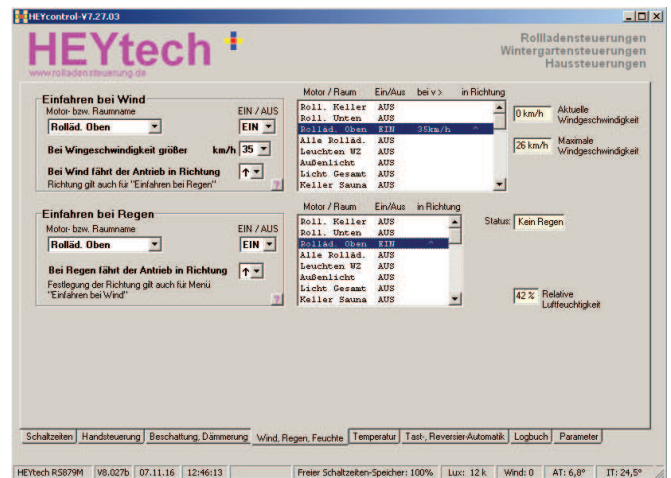 HEYcontrol-V7.27.03
HEYtech
www.rolladensteuerung.de
Rollladensteuerungen
Wintergartensteuerungen
Haussteuerungen
Einfahren bei Wind
Motor- bzw. Raumname EIN / AUS
Rolläd. Oben EIN
Bei Wingeschwindigkeit größer km/h 35
Bei Wind fährt der Antrieb in Richtung ↑
Richtung gilt auch für "Einfahren bei Regen"
?
Motor / Raum Ein/Aus bei v > in Richtung
Roll. Keller AUS
Roll. Unten AUS
Rolläd. Oben EIN 35km/h ^
Alle Rolläd. AUS
Leuchten WZ AUS
Außenlicht AUS
Licht Gesamt AUS
Keller Sauna AUS
0 km/h Aktuelle Windgeschwindigkeit
26 km/h Maximale Windgeschwindigkeit
Einfahren bei Regen
Motor- bzw. Raumname EIN / AUS
Rolläd. Oben EIN
Bei Regen fährt der Antrieb in Richtung ↑
Festlegung der Richtung gilt auch für Menü
"Einfahren bei Wind"
?
Motor / Raum Ein/Aus in Richtung
Roll. Keller AUS
Roll. Unten AUS
Rolläd. Oben EIN ^
Alle Rolläd. AUS
Leuchten WZ AUS
Außenlicht AUS
Licht Gesamt AUS
Keller Sauna AUS
Status: Kein Regen
42 % Relative Luftfeuchtigkeit
Schaltzeiten Handsteuerung Beschattung, Dämmerung Wind, Regen, Feuchte Temperatur Tast-, Reversier-Automatik Logbuch Parameter
HEYtech RS879M V8.027b 07.11.16 12:46:13 Freier Schaltzeiten-Speicher: 100% Lux: 12 k Wind: 0 AT: 6,8° IT: 24,5°